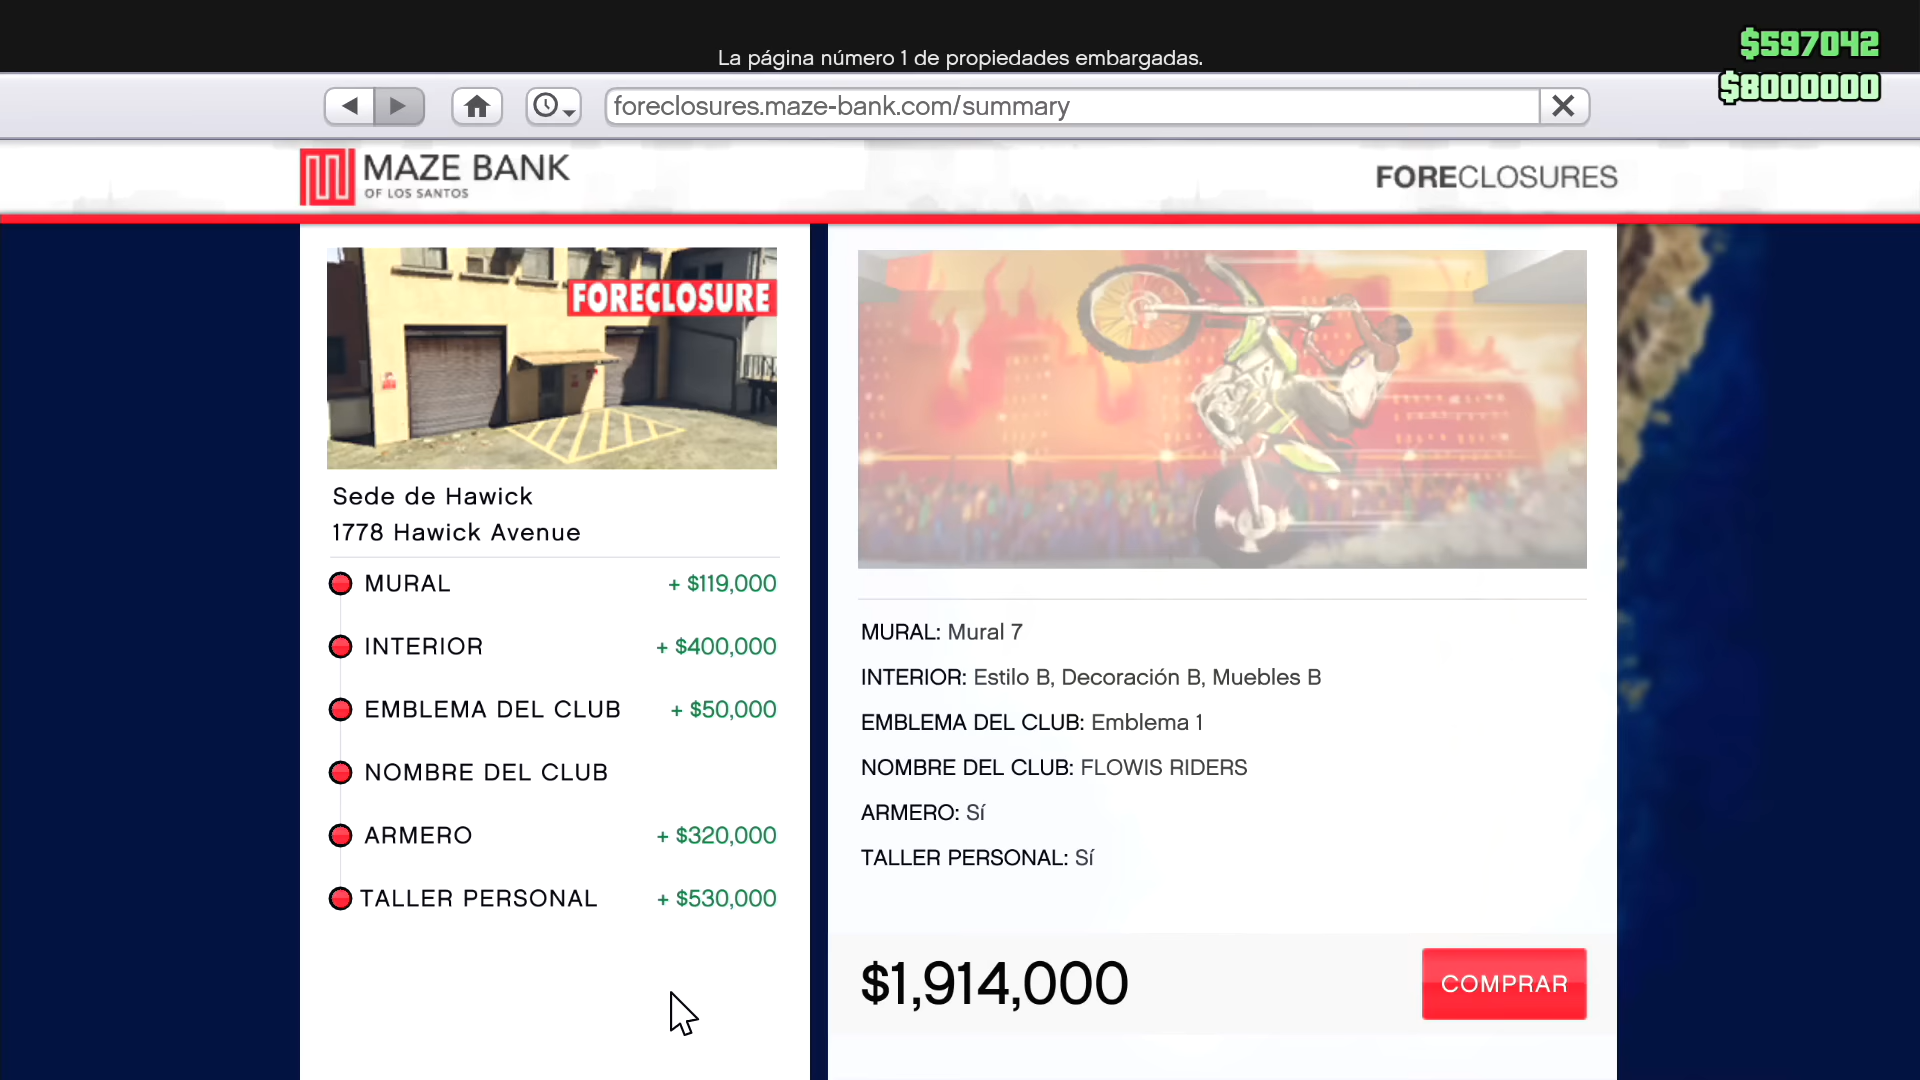 La página número 1 de propiedades embargadas.
$597042
$8000000
foreclosures.maze-bank.com/summary
MAZE BANK
OF LOS SANTOS
FORECLOSURES
FORECLOSURE
Sede de Hawick
1778 Hawick Avenue
MURAL + $119,000
INTERIOR + $400,000
EMBLEMA DEL CLUB + $50,000
NOMBRE DEL CLUB
ARMERO + $320,000
TALLER PERSONAL + $530,000
MURAL: Mural 7
INTERIOR: Estilo B, Decoración B, Muebles B
EMBLEMA DEL CLUB: Emblema 1
NOMBRE DEL CLUB: FLOWIS RIDERS
ARMERO: Sí
TALLER PERSONAL: Sí
$1,914,000
COMPRAR